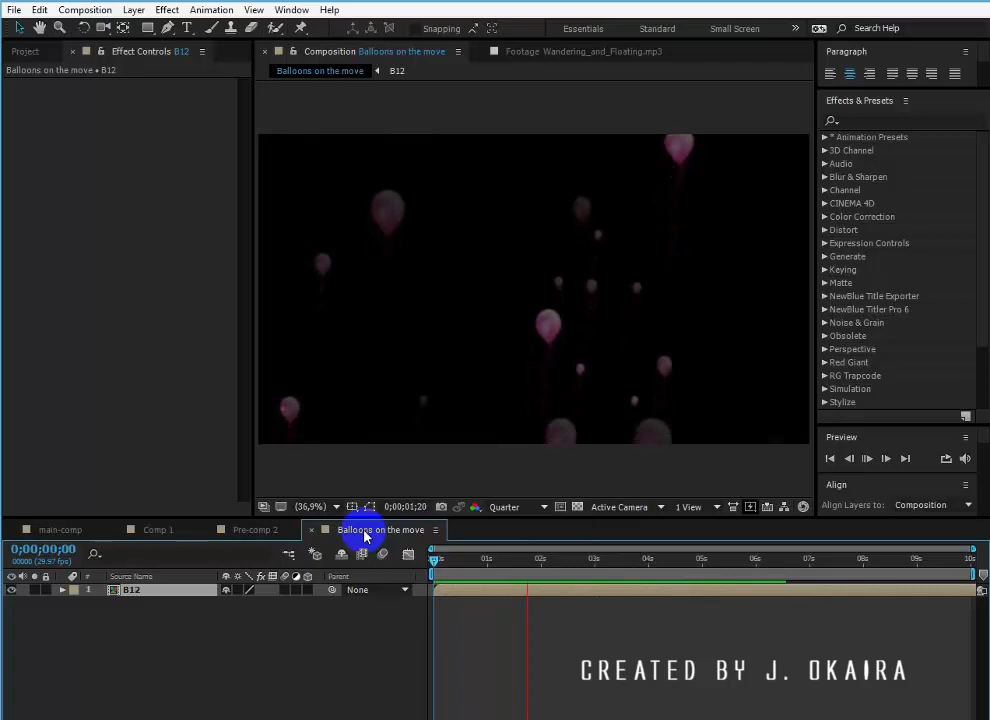 File Edit Composition Layer Effect Animation View Window Help
Snapping Essentials Standard Small Screen Search Help
Project Effect Controls B12
Composition Balloons on the move Footage Wandering_and_Floating.mp3
Paragraph
Balloons on the move • B12
Balloons on the move B12
Effects & Presets
* Animation Presets
3D Channel
Audio
Blur & Sharpen
Channel
CINEMA 4D
Color Correction
Distort
Expression Controls
Generate
Keying
Matte
NewBlue Title Exporter
NewBlue Titler Pro 6
Noise & Grain
Obsolete
Perspective
Red Giant
RG Trapcode
Simulation
Stylize
Preview
Align
Align Layers to: Composition
(36,9%) 0;00;01;20 Quarter Active Camera 1 View
main-comp Comp 1 Pre-comp 2 Balloons on the move
0;00;00;00
00000 (29.97 fps)
01s 02s 03s 04s 05s 06s 07s 08s 09s 10s
# Source Name Parent
1 B12 None
CREATED BY J. OKAIRA